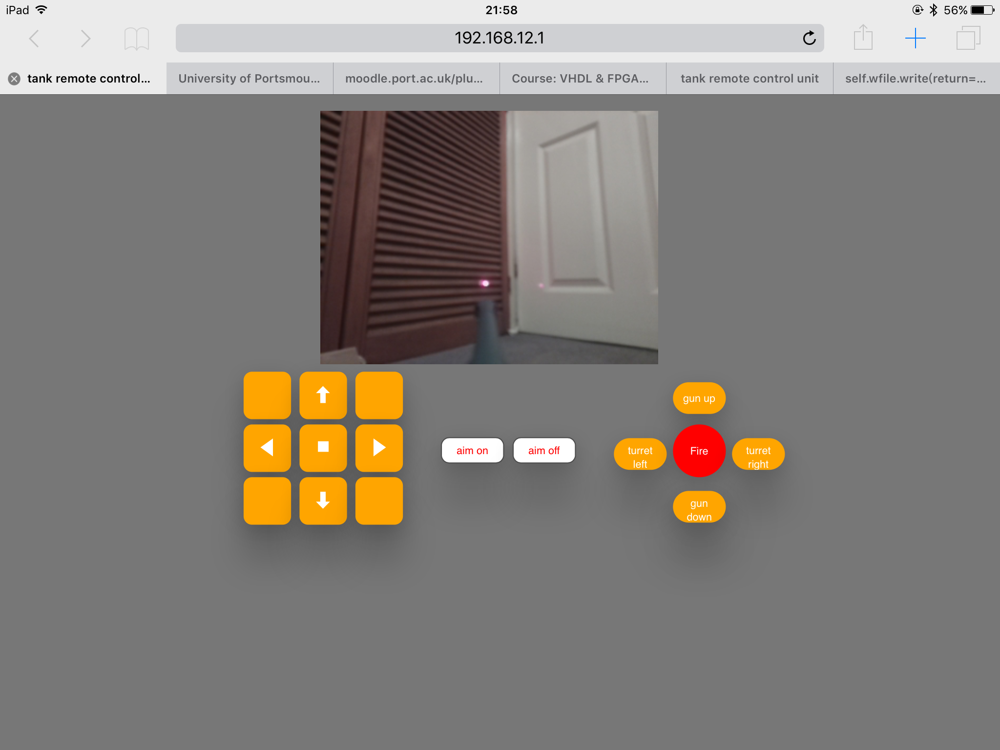 iPad 21:58 56%
192.168.12.1
tank remote control... University of Portsmou... moodle.port.ac.uk/plu... Course: VHDL & FPGA... tank remote control unit self.wfile.write(return=...
gun up
aim on aim off
turret
left
Fire
turret
right
gun
down